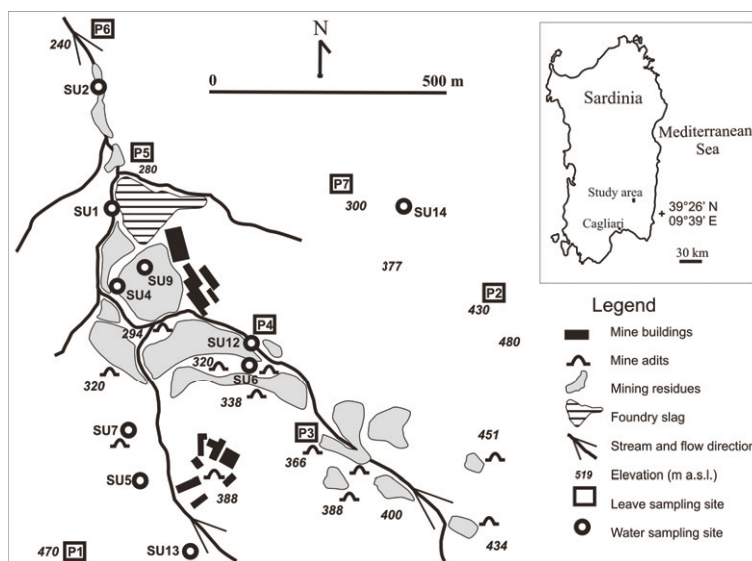 P6
240
N
0 500 m
SU2
P5
280
P7
300
SU14
SU1
377
SU9
SU4
P2
430
294
P4
SU12
480
320
320
SU6
338
SU7
P3
366
451
SU5
388
388
400
434
470 P1
SU13
Sardinia
Mediterranean
Sea
Study area
39°26' N
09°39' E
Cagliari
30 km
Legend
Mine buildings
Mine adits
Mining residues
Foundry slag
Stream and flow direction
519 Elevation (m a.s.l.)
Leave sampling site
Water sampling site